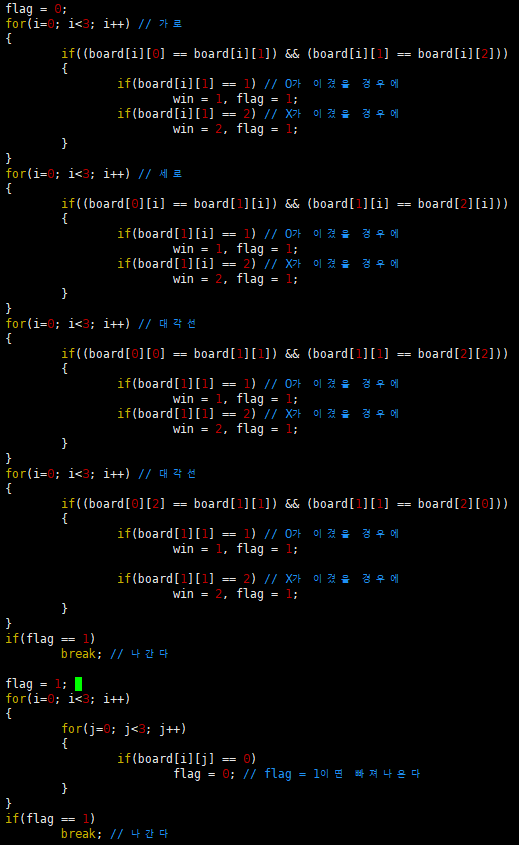 flag = 0;
for(i=0; i<3; i++) // 가로
{
if((board[i][0] == board[i][1]) && (board[i][1] == board[i][2]))
{
if(board[i][1] == 1) // O가 이겼을 경우에
win = 1, flag = 1;
if(board[i][1] == 2) // X가 이겼을 경우에
win = 2, flag = 1;
}
}
for(i=0; i<3; i++) // 세로
{
if((board[0][i] == board[1][i]) && (board[1][i] == board[2][i]))
{
if(board[1][i] == 1) // O가 이겼을 경우에
win = 1, flag = 1;
if(board[1][i] == 2) // X가 이겼을 경우에
win = 2, flag = 1;
}
}
for(i=0; i<3; i++) // 대각선
{
if((board[0][0] == board[1][1]) && (board[1][1] == board[2][2]))
{
if(board[1][1] == 1) // O가 이겼을 경우에
win = 1, flag = 1;
if(board[1][1] == 2) // X가 이겼을 경우에
win = 2, flag = 1;
}
}
for(i=0; i<3; i++) // 대각선
{
if((board[0][2] == board[1][1]) && (board[1][1] == board[2][0]))
{
if(board[1][1] == 1) // O가 이겼을 경우에
win = 1, flag = 1;
if(board[1][1] == 2) // X가 이겼을 경우에
win = 2, flag = 1;
}
}
if(flag == 1)
break; // 나간다
flag = 1;
for(i=0; i<3; i++)
{
for(j=0; j<3; j++)
{
if(board[i][j] == 0)
flag = 0; // flag = 1이면 빠져나온다
}
}
if(flag == 1)
break; // 나간다